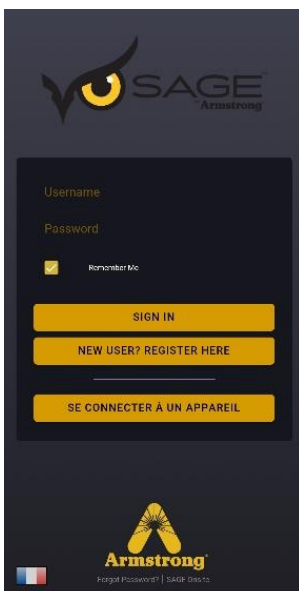 SAGE
by Armstrong
Username
Password
Remember Me
SIGN IN
NEW USER? REGISTER HERE
SE CONNECTER À UN APPAREIL
Armstrong
Forgot Password? | SAGE